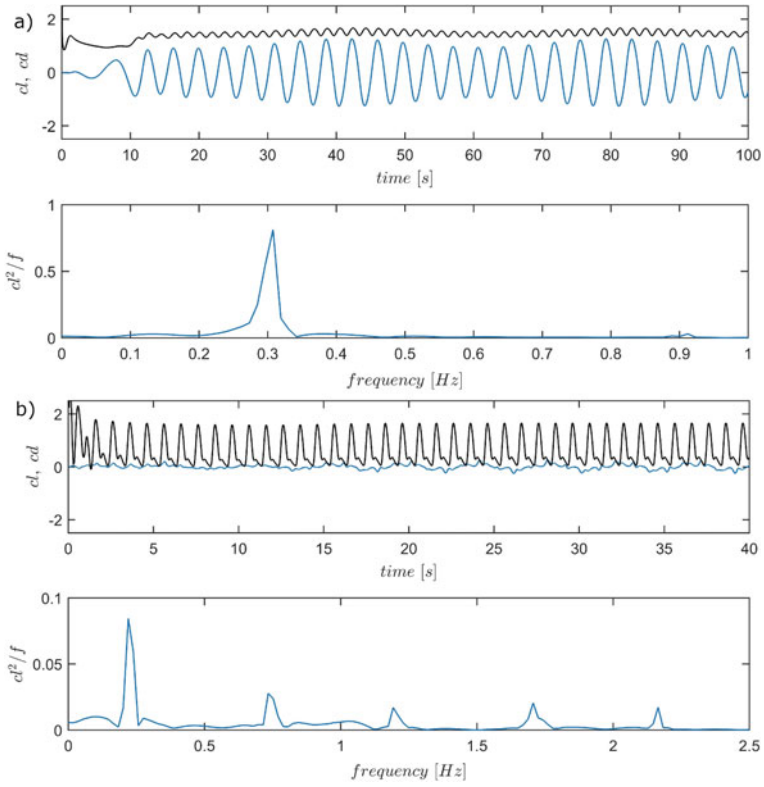 a)
2
0
-2
cl, cd
0 10 20 30 40 50 60 70 80 90 100
time [s]
1
0.5
0
cl²/f
0 0.1 0.2 0.3 0.4 0.5 0.6 0.7 0.8 0.9 1
frequency [Hz]
b)
2
0
-2
cl, cd
0 5 10 15 20 25 30 35 40
time [s]
0.1
0.05
0
cl²/f
0 0.5 1 1.5 2 2.5
frequency [Hz]